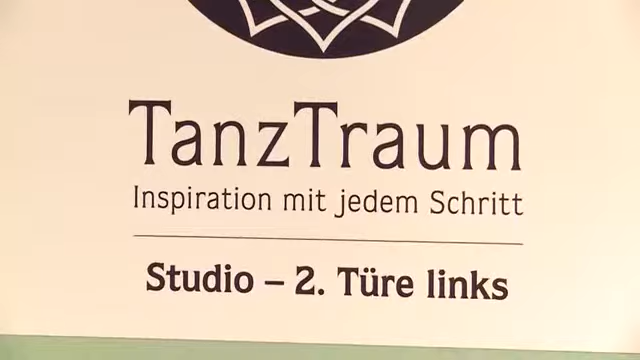 TanzTraum
Inspiration mit jedem Schritt
Studio – 2. Türe links